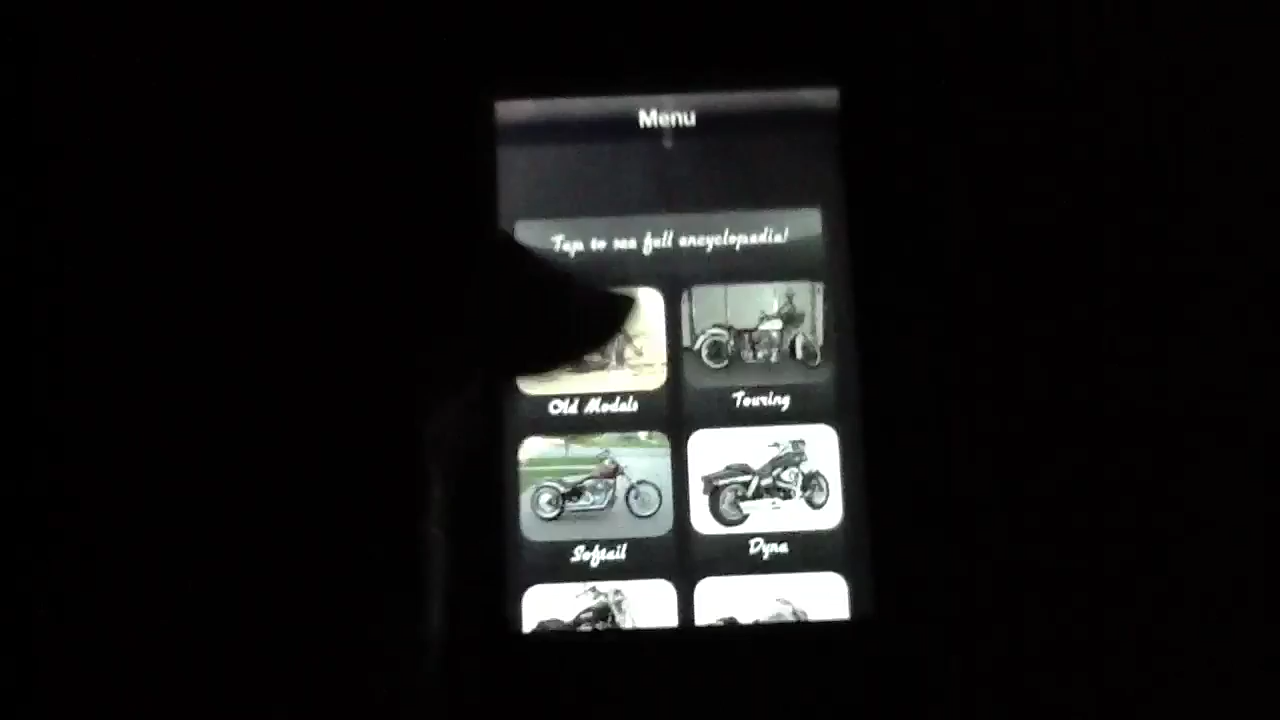 Menu
Tap to see full encyclopedia!
Old Models
Touring
Softail
Dyna